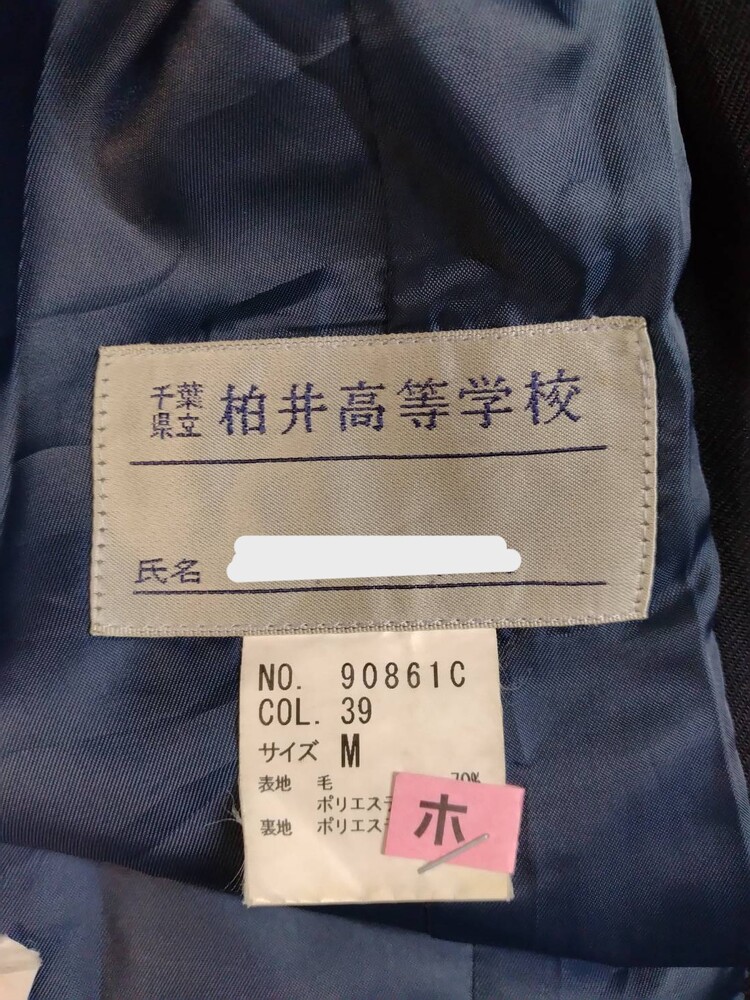 千葉県立 柏井高等学校
氏名
NO. 90861C
COL. 39
サイズ M
表地 毛 70%
ポリエステ
裏地 ポリエステ
ホ